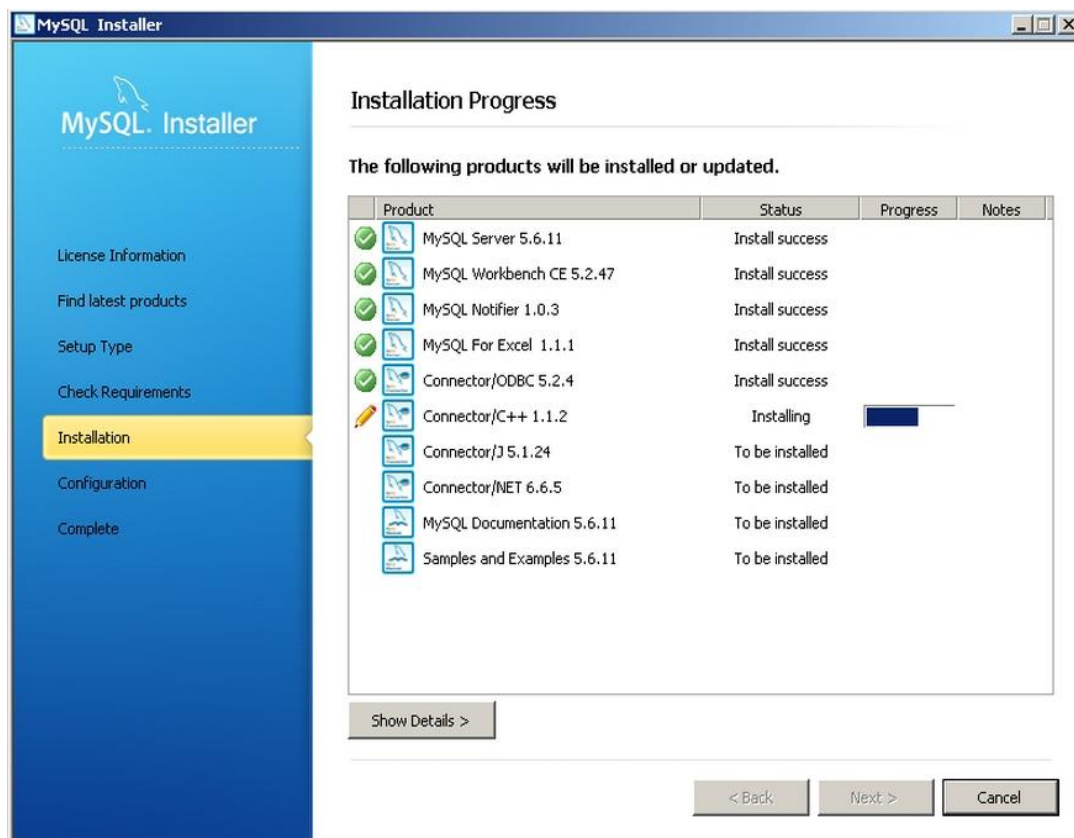 MySQL Installer
MySQL. Installer
License Information
Find latest products
Setup Type
Check Requirements
Installation
Configuration
Complete
Installation Progress
The following products will be installed or updated.
Product Status Progress Notes
MySQL Server 5.6.11 Install success
MySQL Workbench CE 5.2.47 Install success
MySQL Notifier 1.0.3 Install success
MySQL For Excel 1.1.1 Install success
Connector/ODBC 5.2.4 Install success
Connector/C++ 1.1.2 Installing
Connector/J 5.1.24 To be installed
Connector/NET 6.6.5 To be installed
MySQL Documentation 5.6.11 To be installed
Samples and Examples 5.6.11 To be installed
Show Details >
< Back Next > Cancel